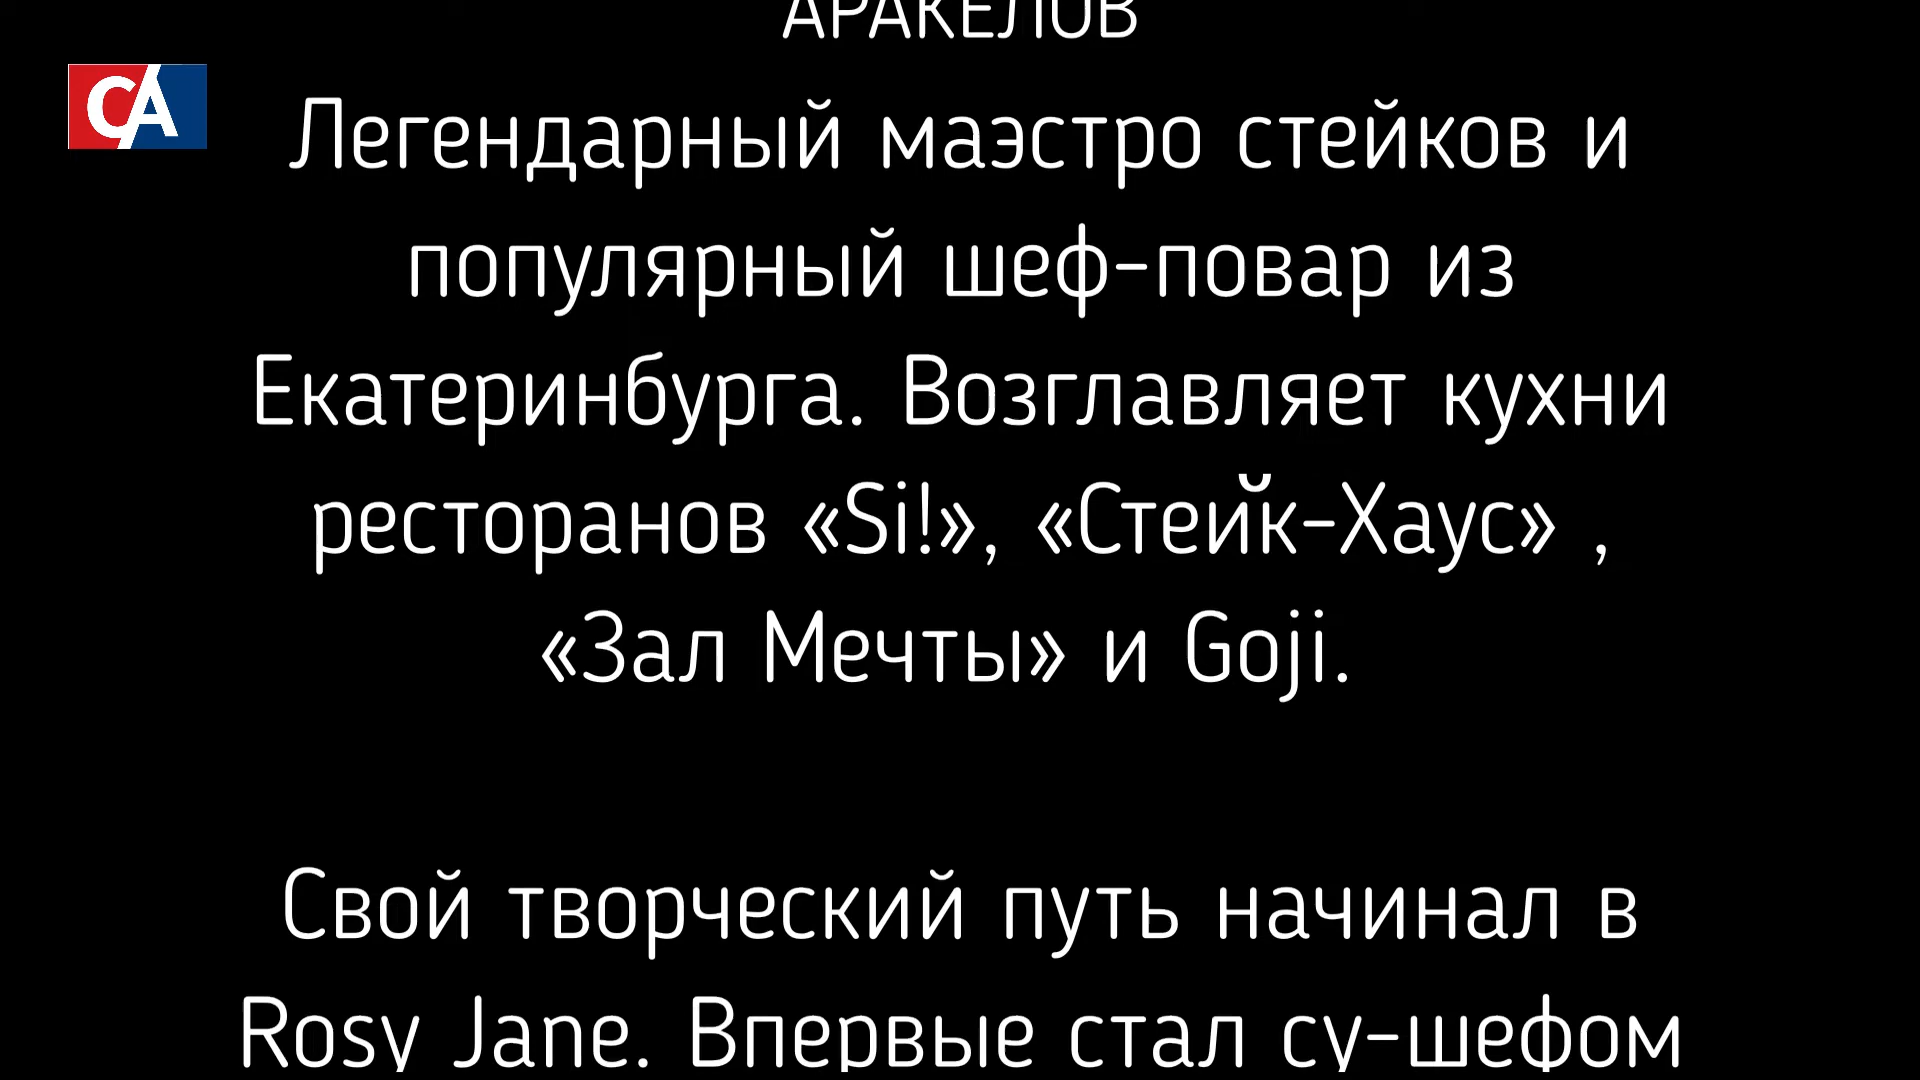 АРАКЕЛОВ
СА
Легендарный маэстро стейков и
популярный шеф-повар из
Екатеринбурга. Возглавляет кухни
ресторанов «Si!», «Стейк-Хаус» ,
«Зал Мечты» и Goji.
Свой творческий путь начинал в
Rosy Jane. Впервые стал су-шефом